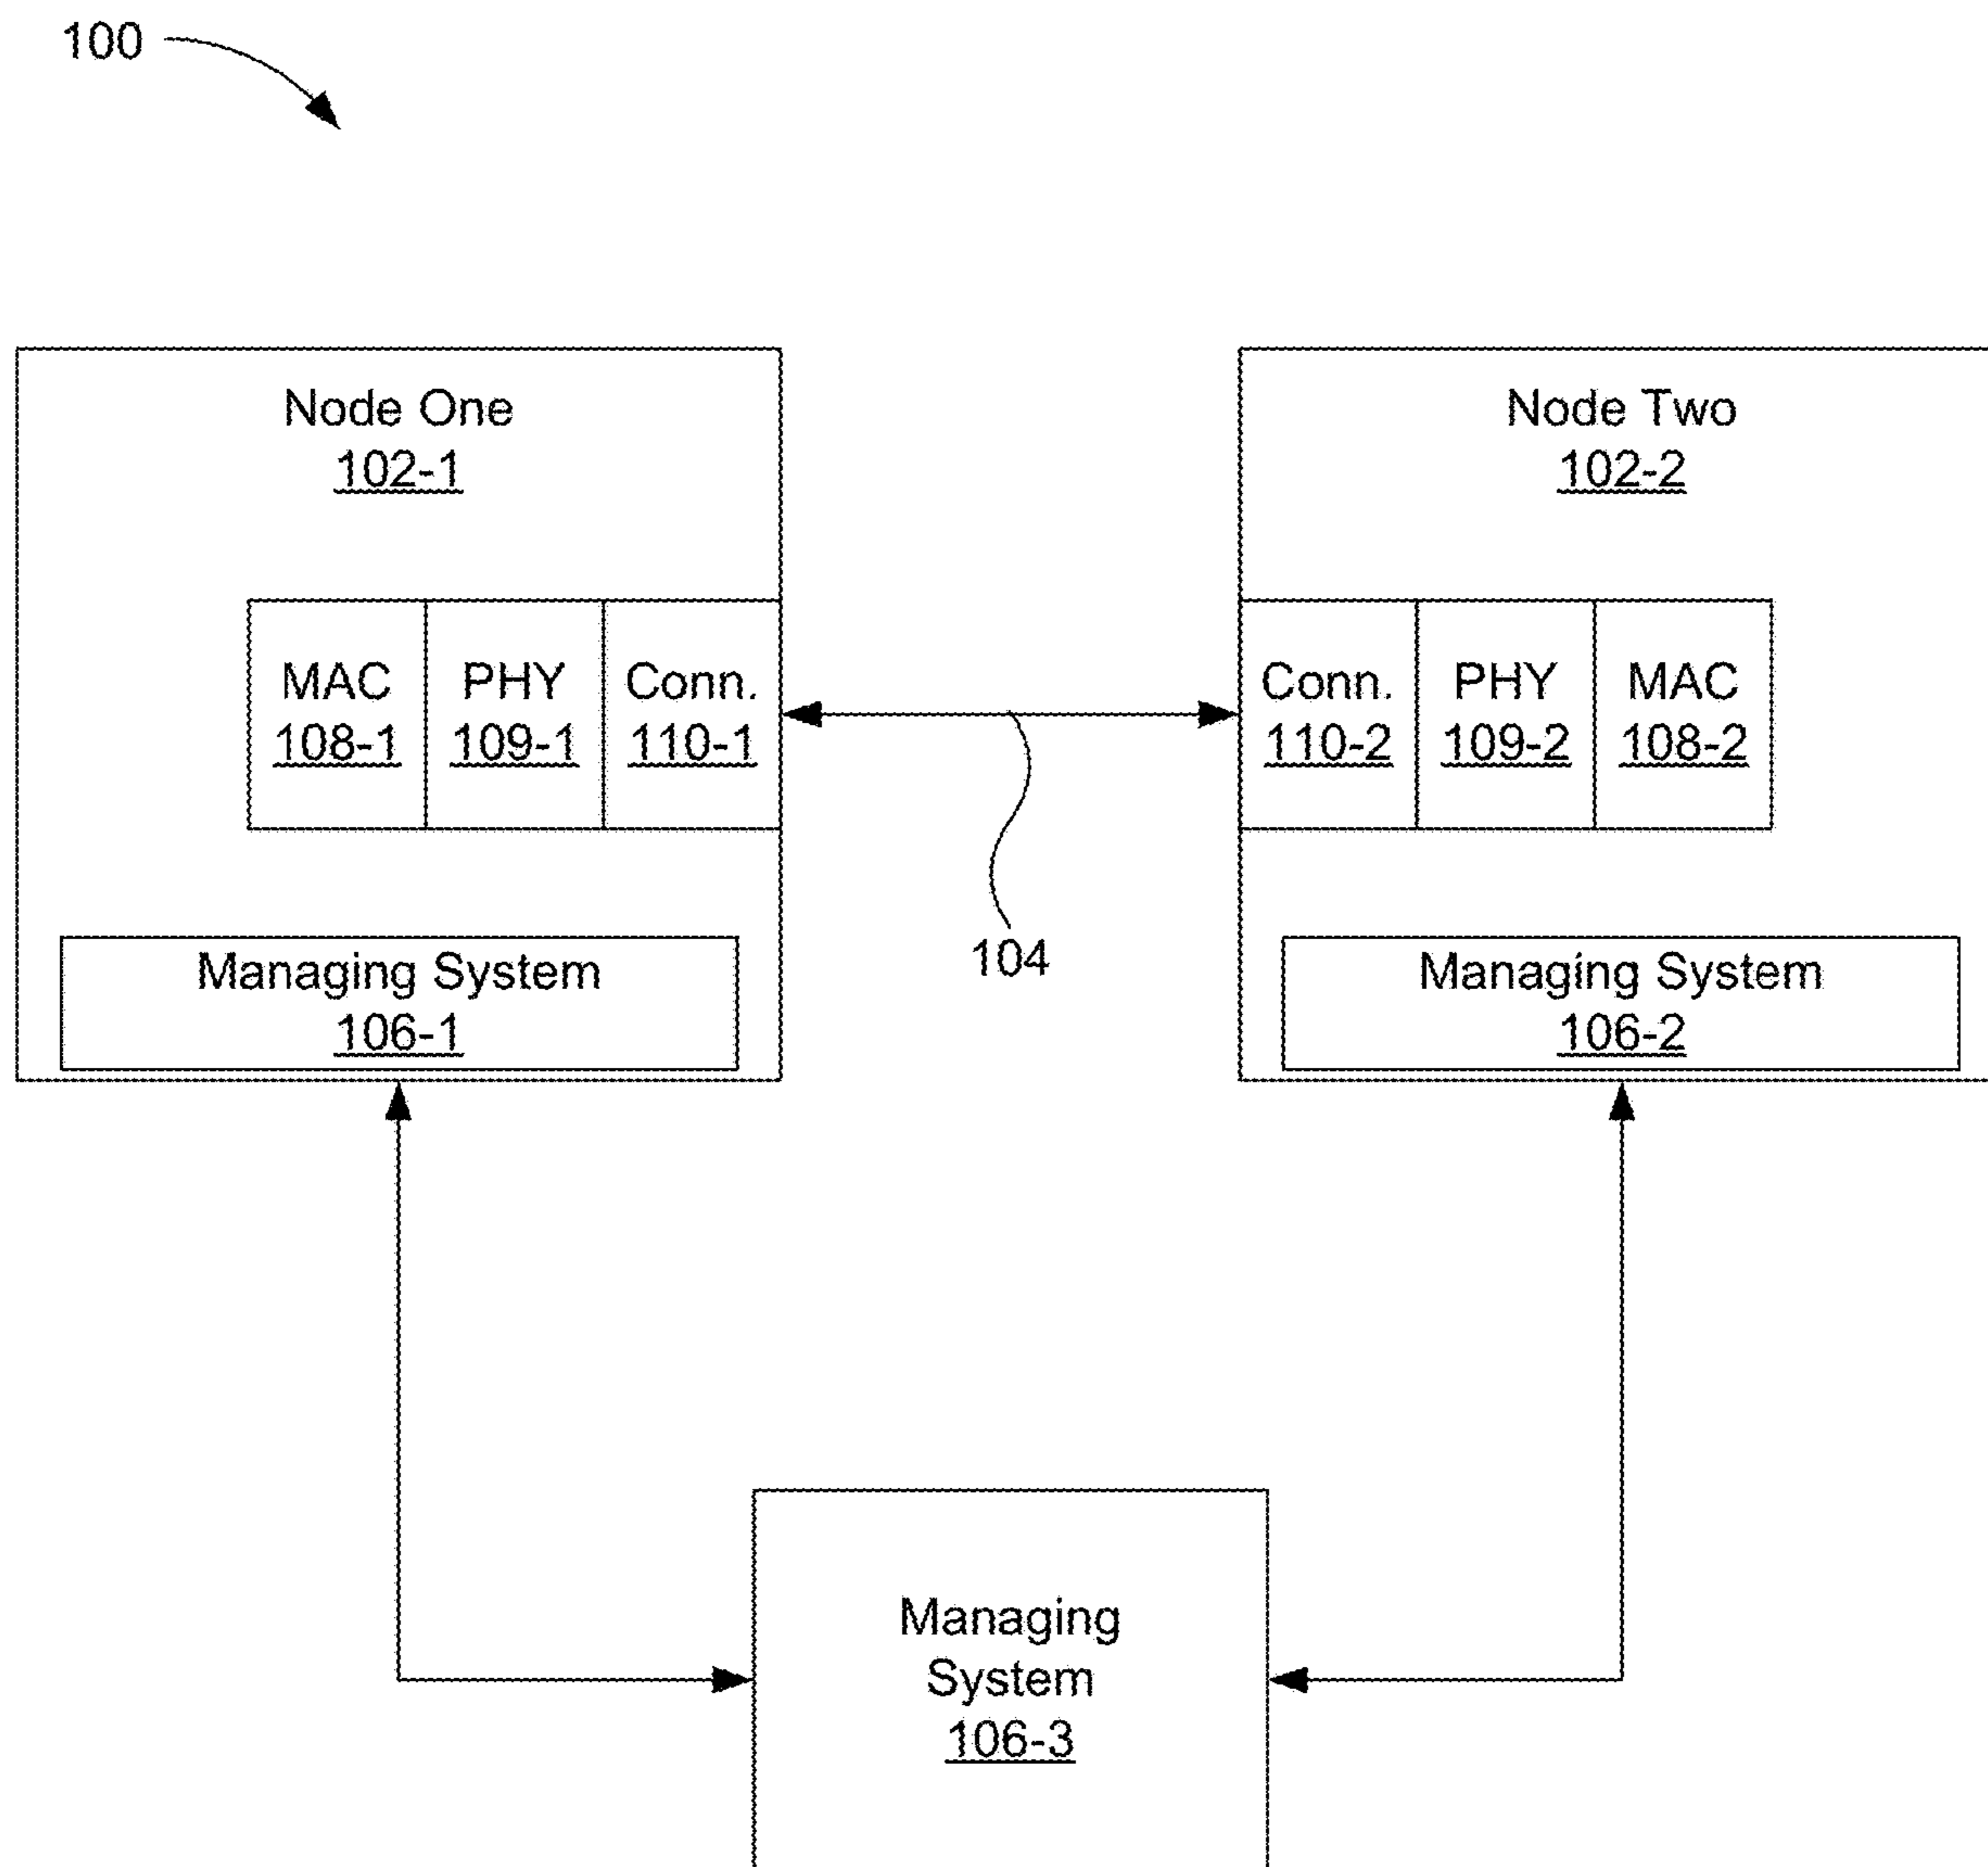 100
Node One
102-1
Node Two
102-2
MAC
108-1
PHY
109-1
Conn.
110-1
Conn.
110-2
PHY
109-2
MAC
108-2
104
Managing System
106-1
Managing System
106-2
Managing
System
106-3